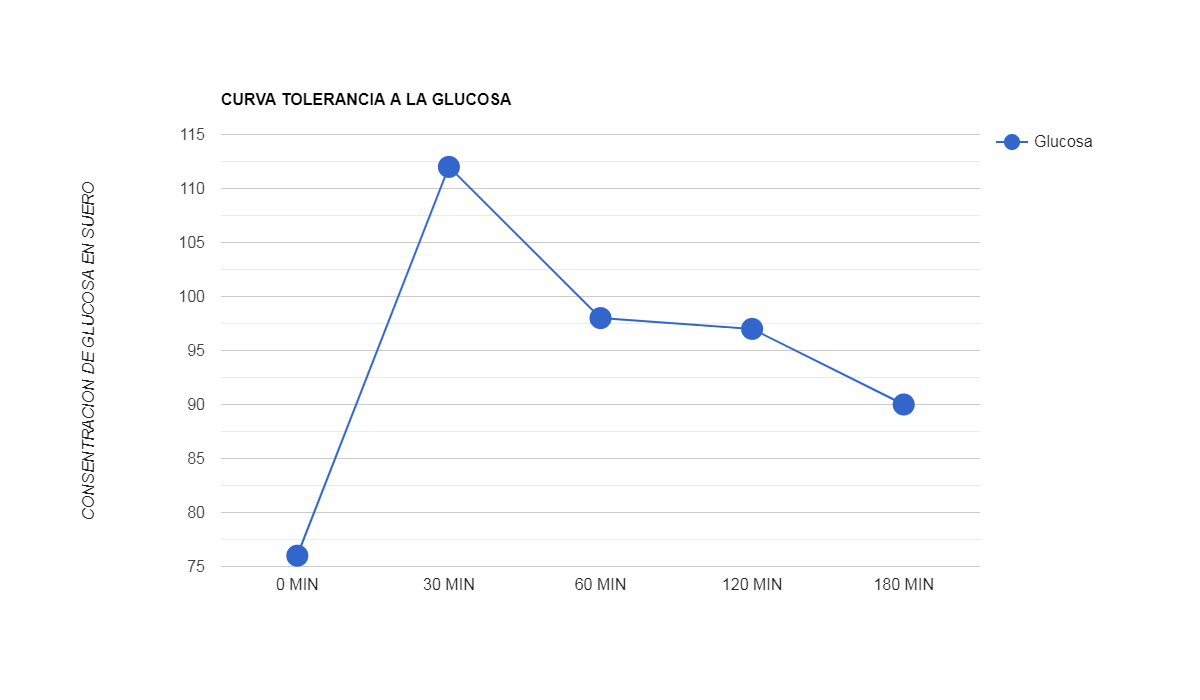 CURVA TOLERANCIA A LA GLUCOSA
Glucosa
CONSENTRACION DE GLUCOSA EN SUERO
115
110
105
100
95
90
85
80
75
0 MIN 30 MIN 60 MIN 120 MIN 180 MIN